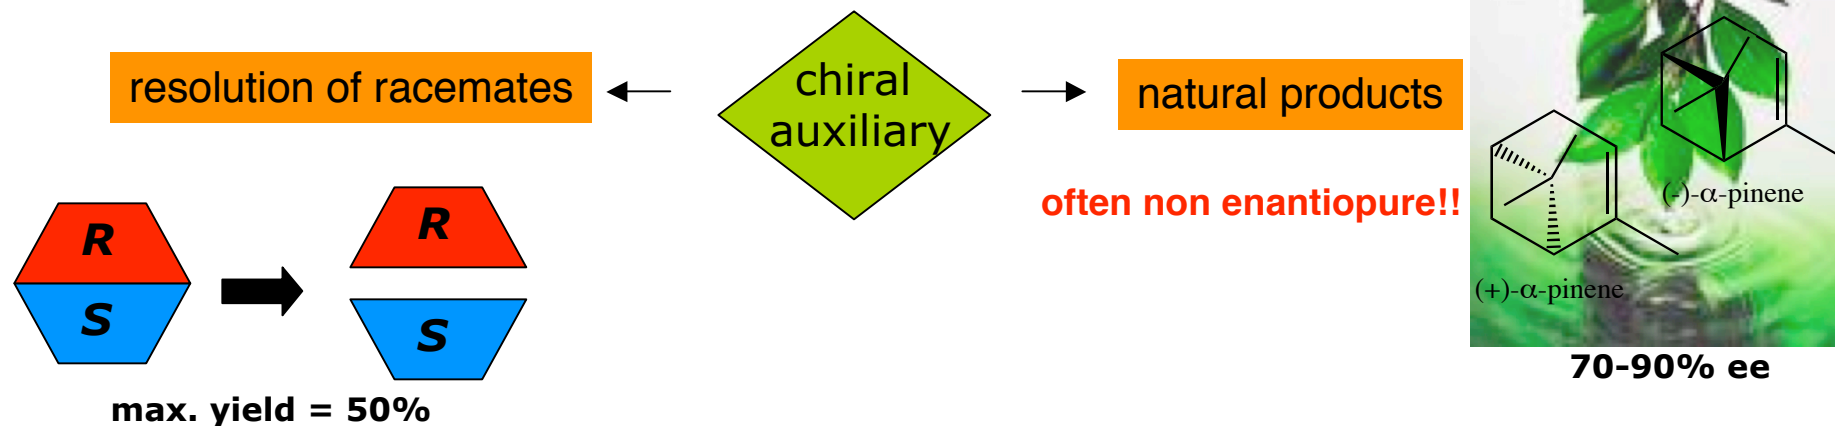 resolution of racemates
chiral
auxiliary
natural products
often non enantiopure!!
(-)-α-pinene
(+)-α-pinene
70-90% ee
R
S
R
S
max. yield = 50%